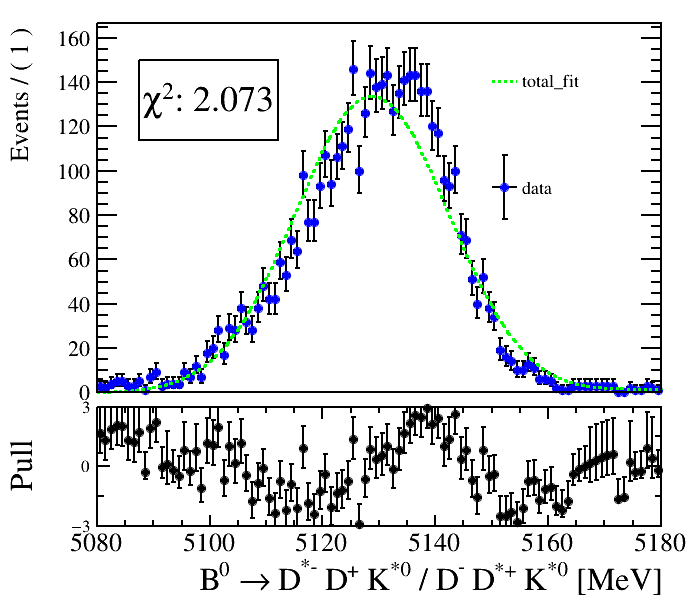 Events / ( 1 )
160
140
120
100
80
60
40
20
0
χ²: 2.073
total_fit
data
Pull
3
0
−3
5080 5100 5120 5140 5160 5180
B⁰ → D*⁻ D⁺ K*⁰ / D⁻ D*⁺ K*⁰ [MeV]